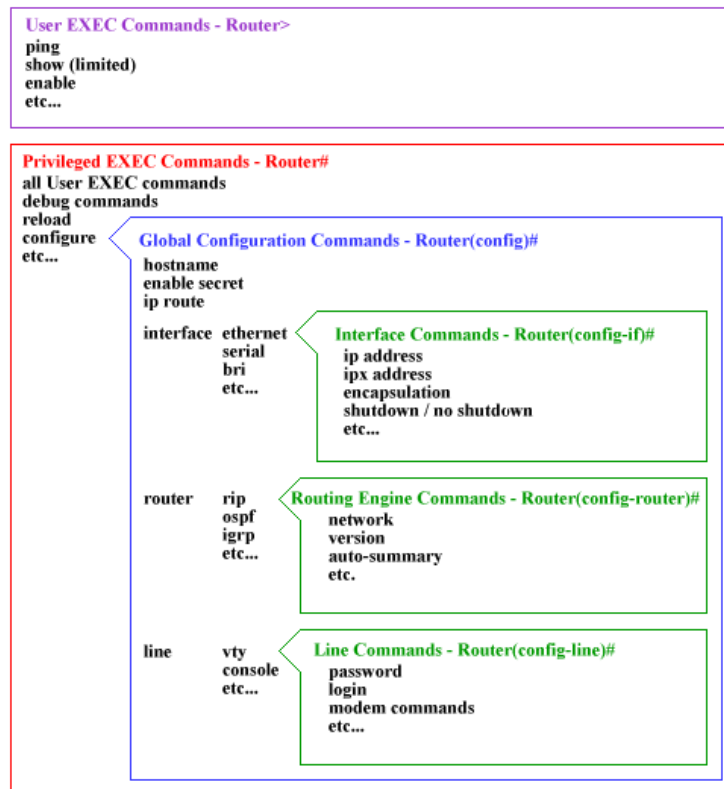 User EXEC Commands - Router>
ping
show (limited)
enable
etc...
Privileged EXEC Commands - Router#
all User EXEC commands
debug commands
reload
configure
etc...
Global Configuration Commands - Router(config)#
hostname
enable secret
ip route
interface ethernet
serial
bri
etc...
Interface Commands - Router(config-if)#
ip address
ipx address
encapsulation
shutdown / no shutdown
etc...
router rip
ospf
igrp
etc...
Routing Engine Commands - Router(config-router)#
network
version
auto-summary
etc.
line vty
console
etc...
Line Commands - Router(config-line)#
password
login
modem commands
etc...